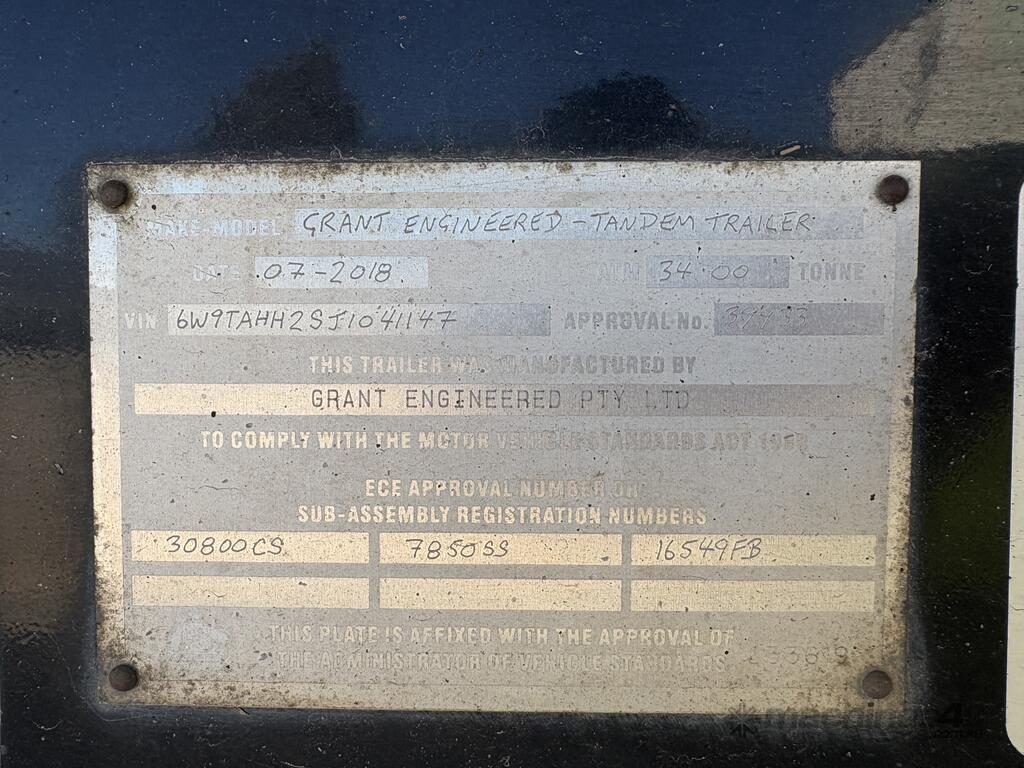 MAKE-MODEL GRANT ENGINEERED - TANDEM TRAILER
DATE 07-2018 ATM 34.00 TONNE
VIN 6W9TAHH2SJ1041147 APPROVAL No.
THIS TRAILER WAS MANUFACTURED BY
GRANT ENGINEERED PTY LTD
TO COMPLY WITH THE MOTOR VEHICLE STANDARDS ACT
ECE APPROVAL NUMBER OR
SUB-ASSEMBLY REGISTRATION NUMBERS
30800CS 7850SS 16549FB
THIS PLATE IS AFFIXED WITH THE APPROVAL OF
THE ADMINISTRATOR OF VEHICLE STANDARDS